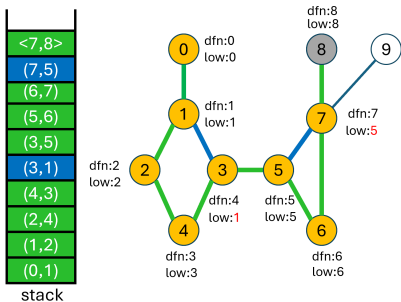 <7,8>
(7,5)
(6,7)
(5,6)
(3,5)
(3,1)
(4,3)
(2,4)
(1,2)
(0,1)
stack
0
dfn:0
low:0
1
dfn:1
low:1
dfn:2
low:2
2
3
dfn:4
low:1
4
dfn:3
low:3
5
dfn:5
low:5
6
dfn:6
low:6
7
dfn:7
low:5
dfn:8
low:8
8
9